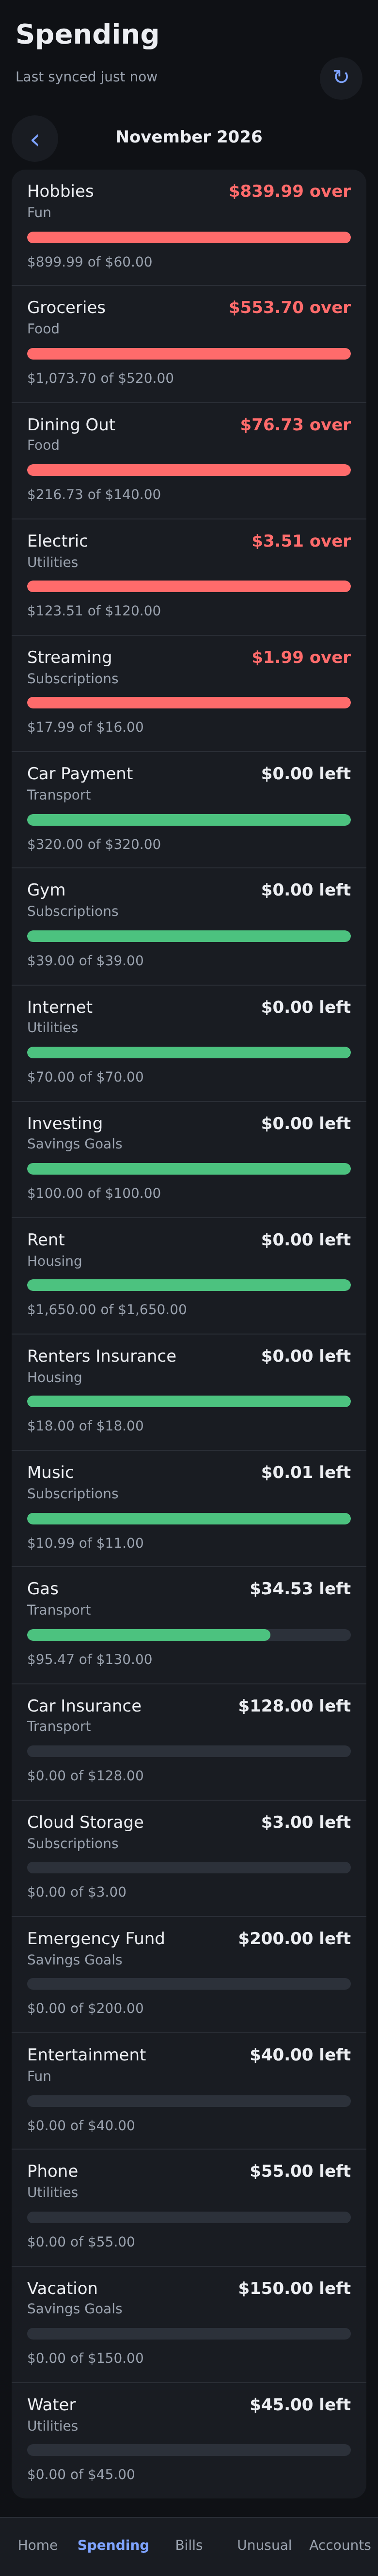 Spending
Last synced just now
↻
‹
November 2026
Hobbies $839.99 over
Fun
$899.99 of $60.00
Groceries $553.70 over
Food
$1,073.70 of $520.00
Dining Out $76.73 over
Food
$216.73 of $140.00
Electric $3.51 over
Utilities
$123.51 of $120.00
Streaming $1.99 over
Subscriptions
$17.99 of $16.00
Car Payment $0.00 left
Transport
$320.00 of $320.00
Gym $0.00 left
Subscriptions
$39.00 of $39.00
Internet $0.00 left
Utilities
$70.00 of $70.00
Investing $0.00 left
Savings Goals
$100.00 of $100.00
Rent $0.00 left
Housing
$1,650.00 of $1,650.00
Renters Insurance $0.00 left
Housing
$18.00 of $18.00
Music $0.01 left
Subscriptions
$10.99 of $11.00
Gas $34.53 left
Transport
$95.47 of $130.00
Car Insurance $128.00 left
Transport
$0.00 of $128.00
Cloud Storage $3.00 left
Subscriptions
$0.00 of $3.00
Emergency Fund $200.00 left
Savings Goals
$0.00 of $200.00
Entertainment $40.00 left
Fun
$0.00 of $40.00
Phone $55.00 left
Utilities
$0.00 of $55.00
Vacation $150.00 left
Savings Goals
$0.00 of $150.00
Water $45.00 left
Utilities
$0.00 of $45.00
Home Spending Bills Unusual Accounts